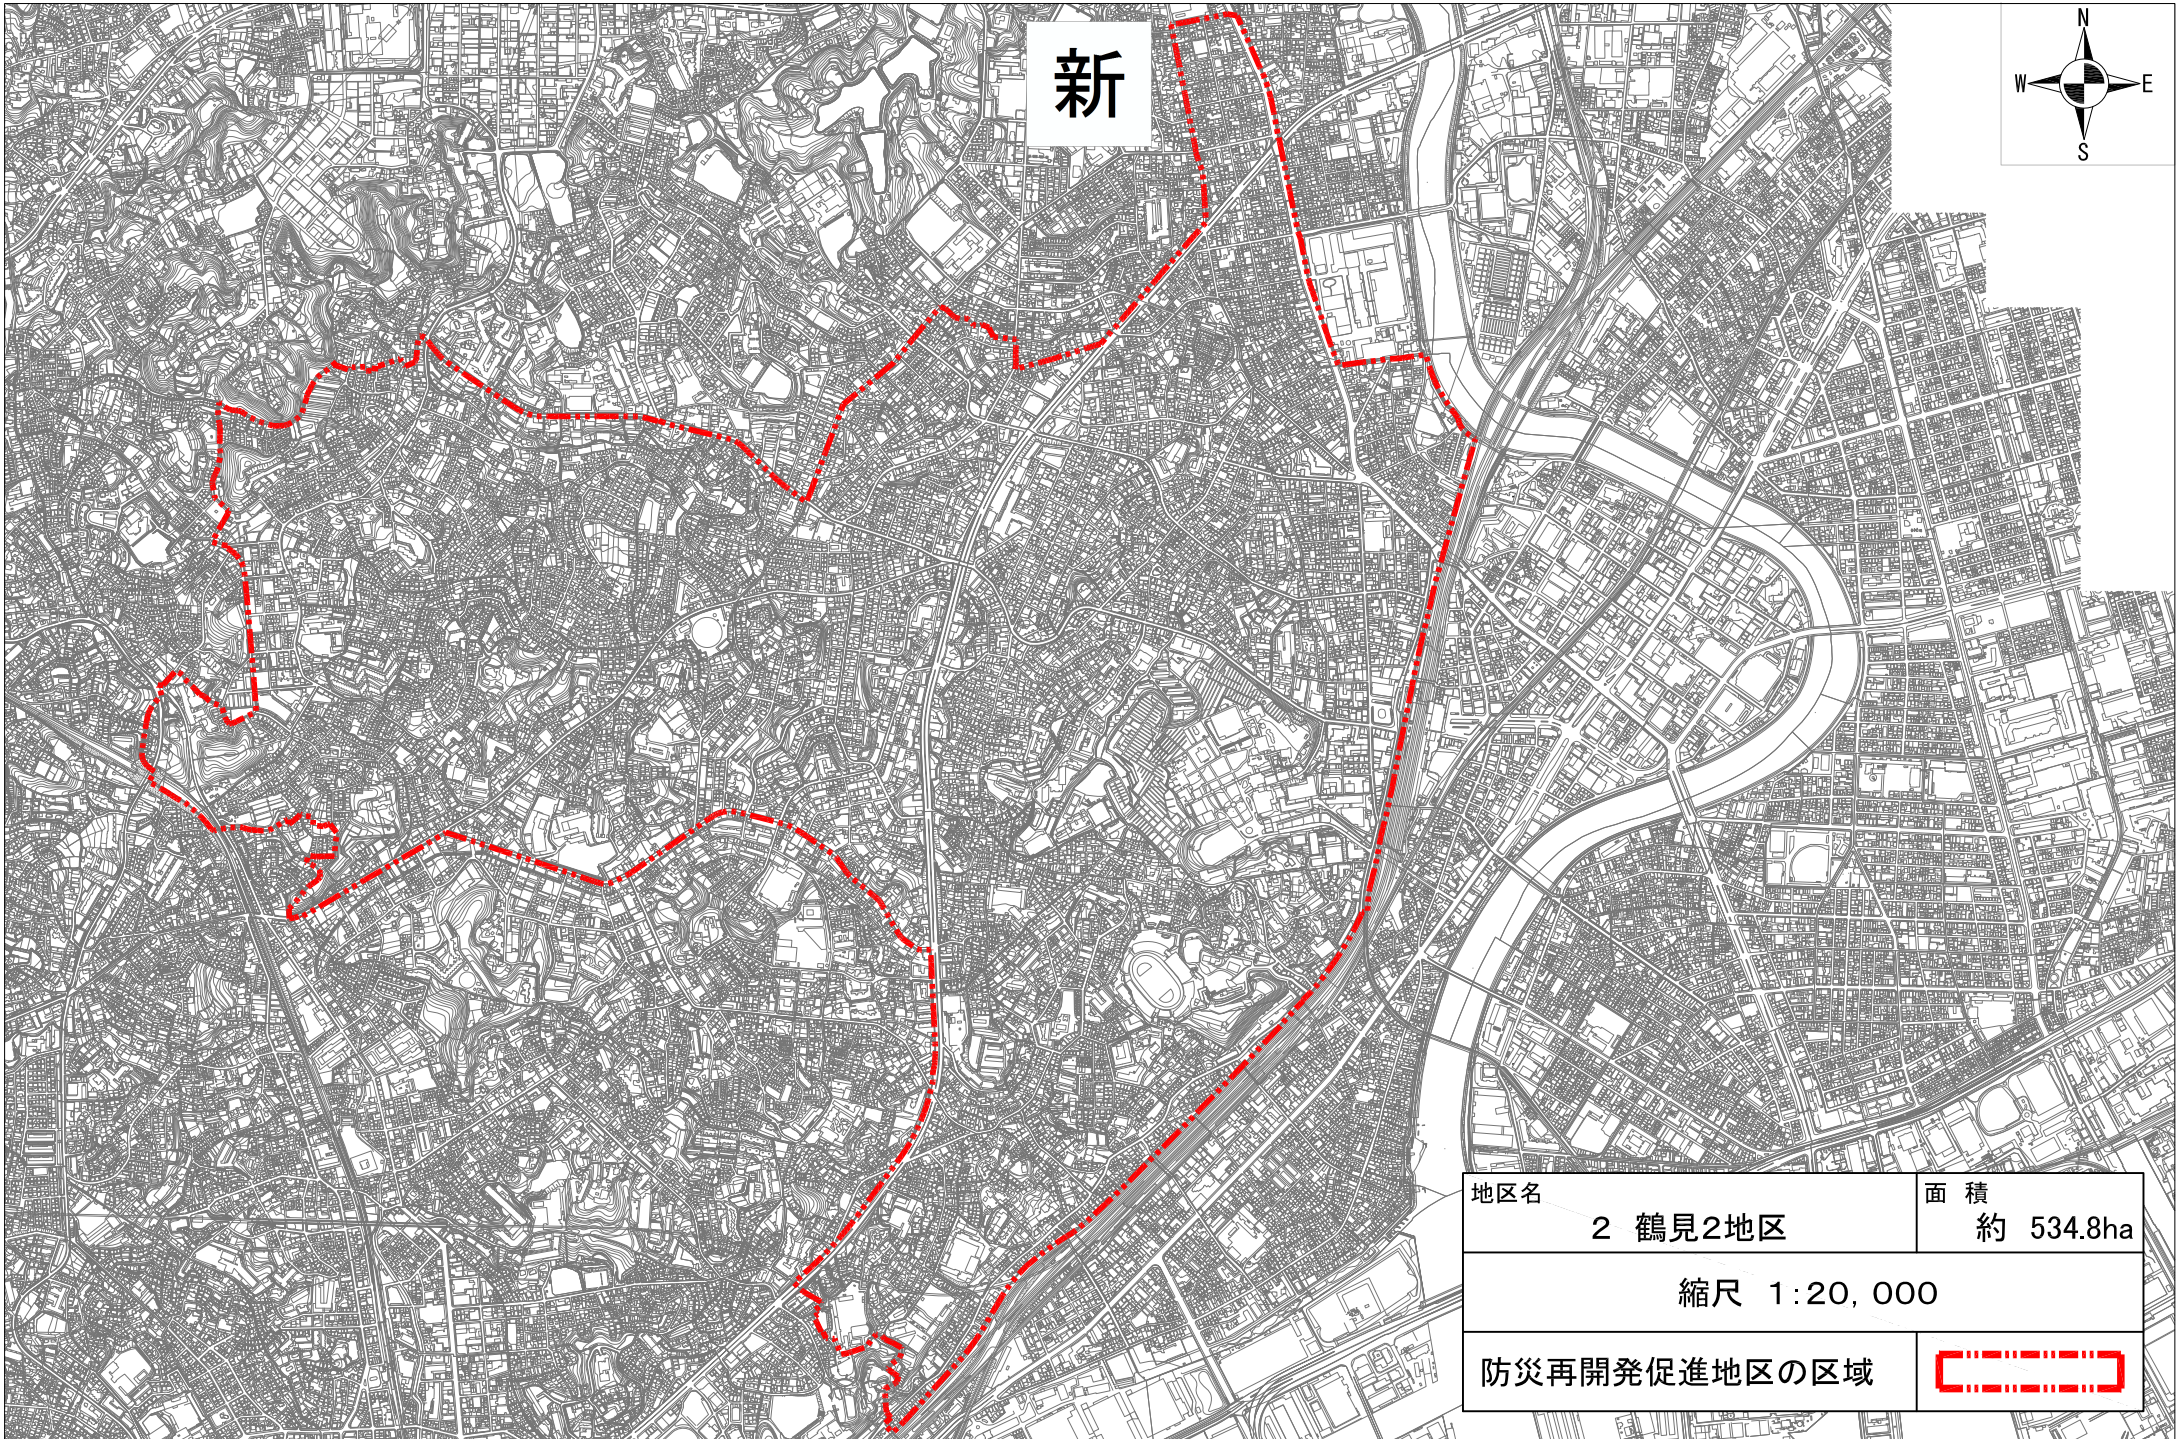 新
N
W E
S
地区名
2 鶴見2地区
面 積
約 534.8ha
縮尺 1:20,000
防災再開発促進地区の区域